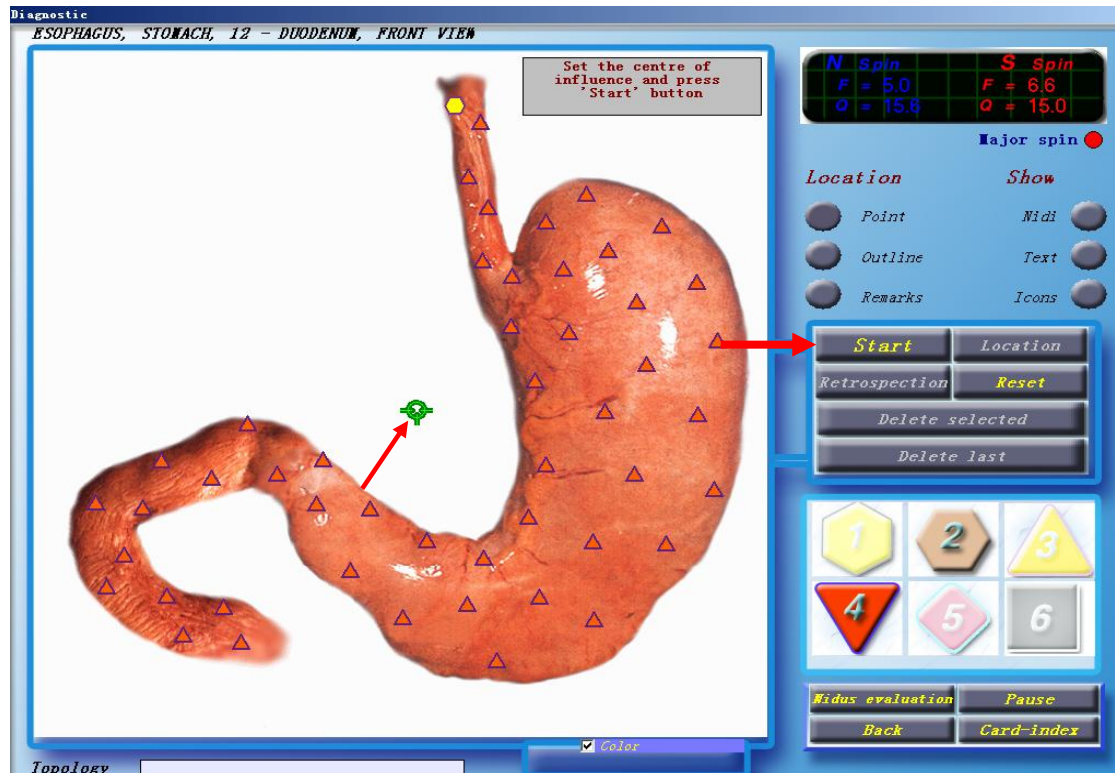 Diagnostic
ESOPHAGUS, STOMACH, 12 - DUODENUM, FRONT VIEW
Set the centre of
influence and press
'Start' button
N Spin S Spin
F = 5.0 F = 6.6
Q = 15.6 Q = 15.0
Major spin
Location Show
Point Nidi
Outline Text
Remarks Icons
Start Location
Retrospection Reset
Delete selected
Delete last
1 2 3
4 5 6
Nidus evaluation Pause
Back Card-index
Color
Topology